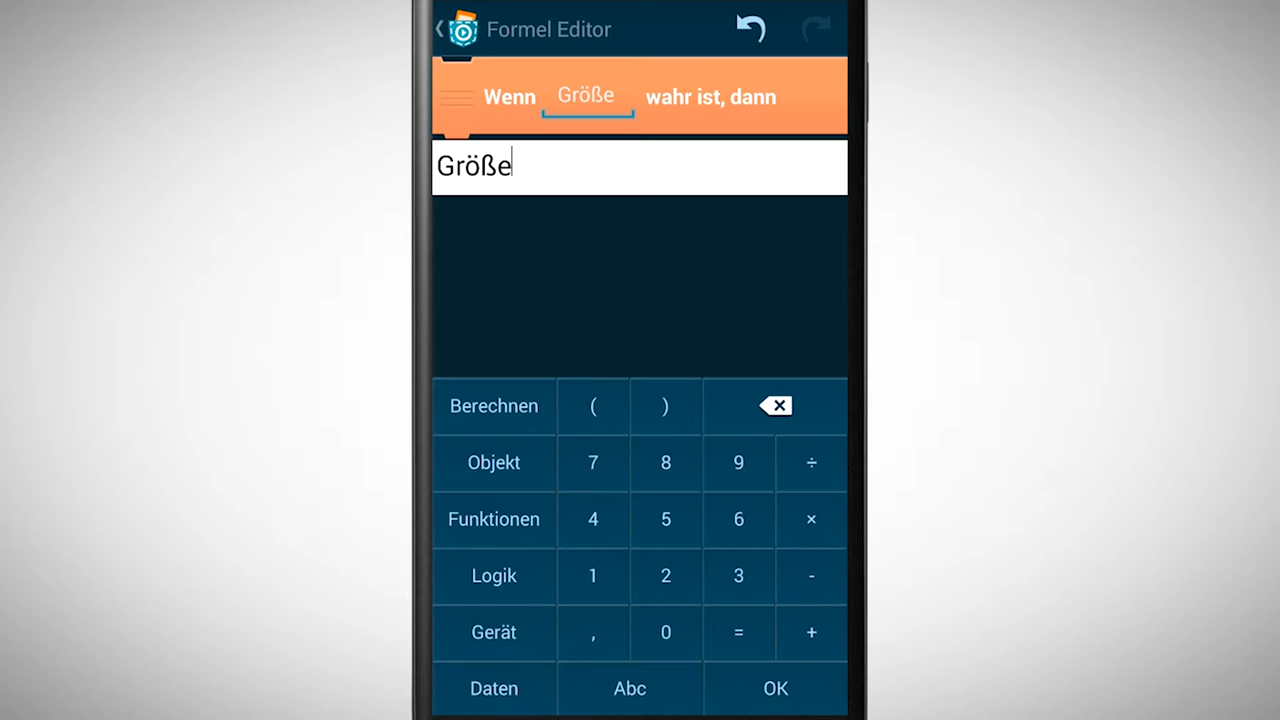 Formel Editor
Wenn Größe wahr ist, dann
Größe
Berechnen ( )
Objekt 7 8 9 ÷
Funktionen 4 5 6 ×
Logik 1 2 3 -
Gerät , 0 = +
Daten Abc OK